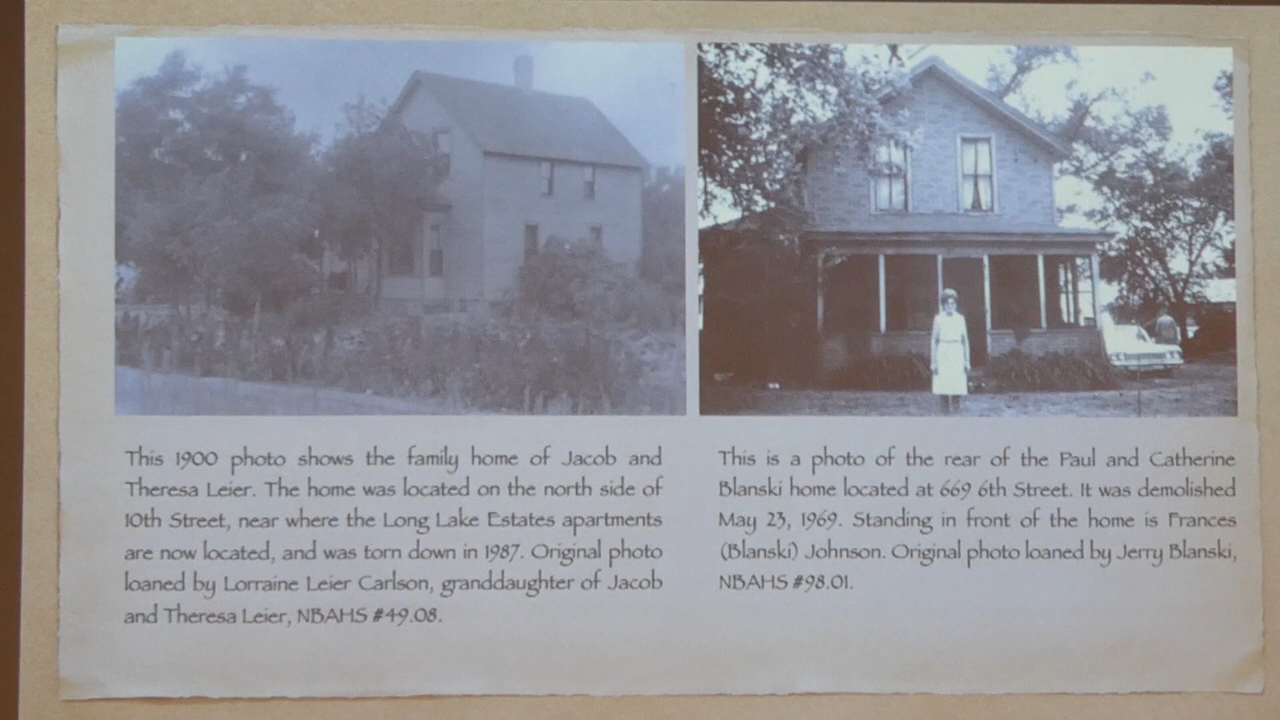 This 1900 photo shows the family home of Jacob and
Theresa Leier. The home was located on the north side of
10th Street, near where the Long Lake Estates apartments
are now located, and was torn down in 1987. Original photo
loaned by Lorraine Leier Carlson, granddaughter of Jacob
and Theresa Leier, NBAHS #49.08.
This is a photo of the rear of the Paul and Catherine
Blanski home located at 669 6th Street. It was demolished
May 23, 1969. Standing in front of the home is Frances
(Blanski) Johnson. Original photo loaned by Jerry Blanski,
NBAHS #98.01.